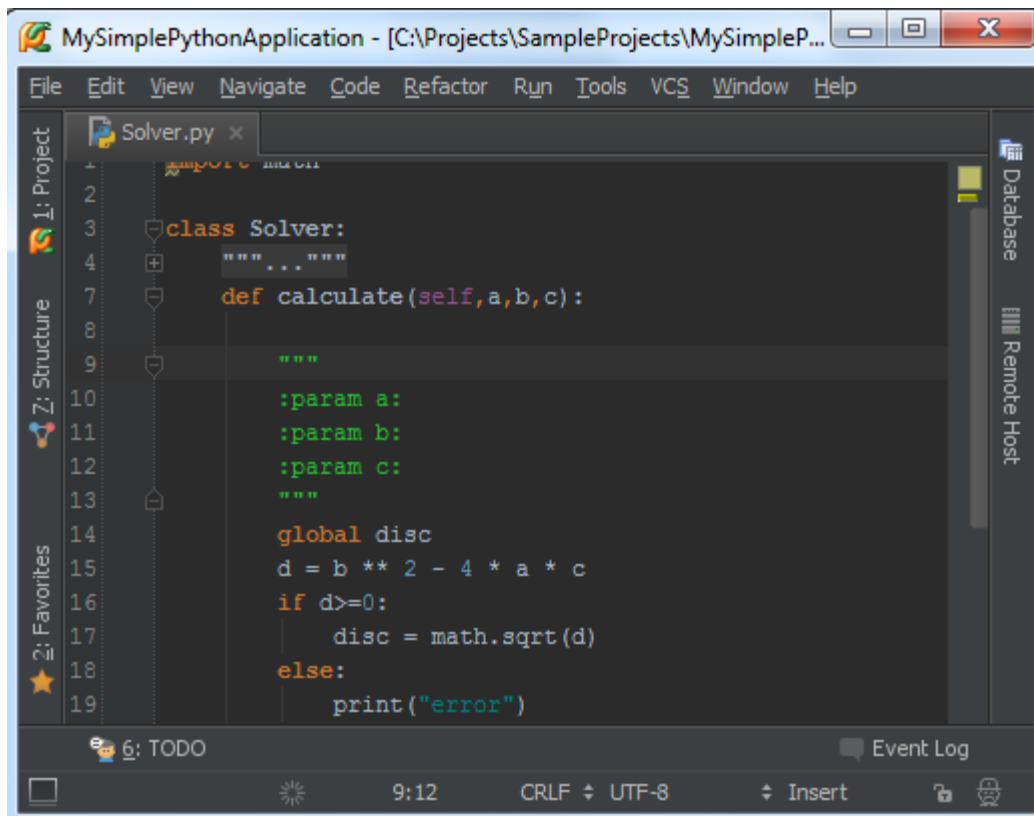 MySimplePythonApplication - [C:\Projects\SampleProjects\MySimpleP...
File Edit View Navigate Code Refactor Run Tools VCS Window Help
Solver.py
1: Project
7: Structure
2: Favorites
1 import math
2
3 class Solver:
4 """..."""
7 def calculate(self,a,b,c):
8
9 """
10 :param a:
11 :param b:
12 :param c:
13 """
14 global disc
15 d = b ** 2 - 4 * a * c
16 if d>=0:
17 disc = math.sqrt(d)
18 else:
19 print("error")
Database
Remote Host
6: TODO Event Log
9:12 CRLF UTF-8 Insert